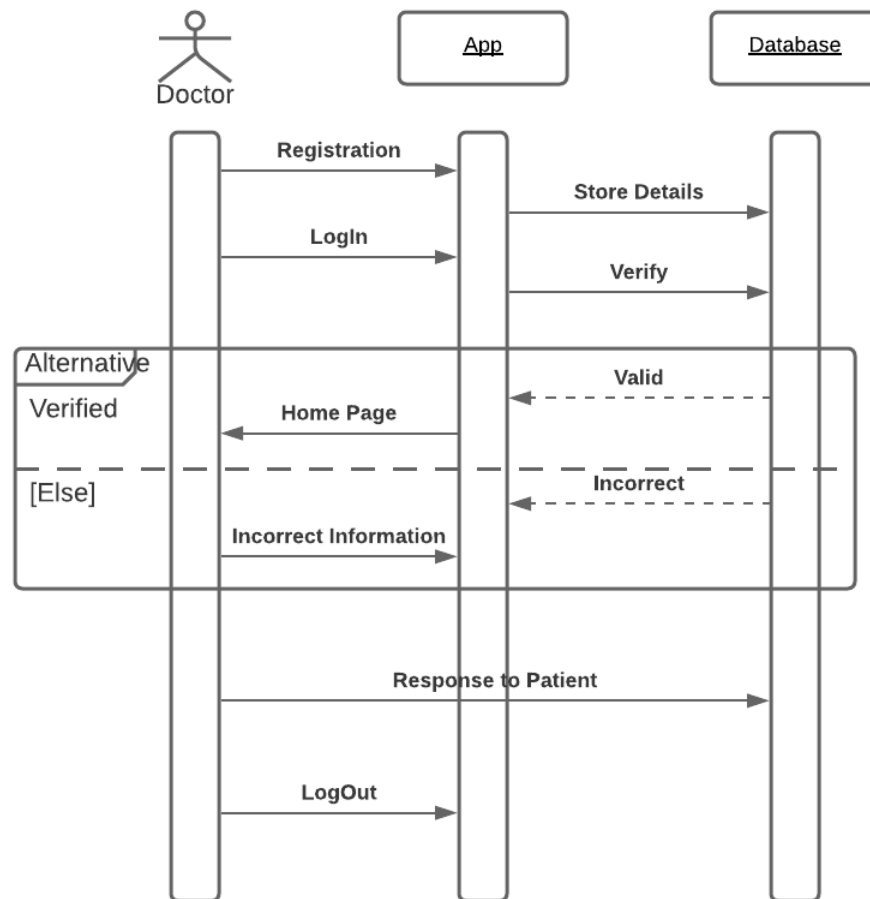 Doctor
App
Database
Registration
Store Details
LogIn
Verify
Alternative
Valid
Verified
Home Page
Incorrect
[Else]
Incorrect Information
Response to Patient
LogOut